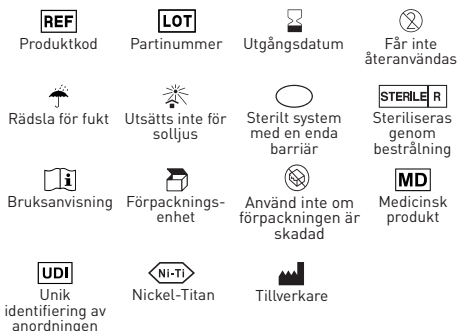 REF
LOT
2
Produktkod
Partinummer
Utgångsdatum
Får inte
återanvändas
Rädsla för fukt
Utsätts inte för
solljus
Sterilt system
med en enda
barriär
STERILE R
Steriliseras
genom
bestrålning
i
Bruksanvisning
Förpacknings-
enhet
Använd inte om
förpackningen är
skadad
MD
Medicinsk
produkt
UDI
Unik
identifiering av
anordningen
Ni-Ti
Nickel-Titan
Tillverkare